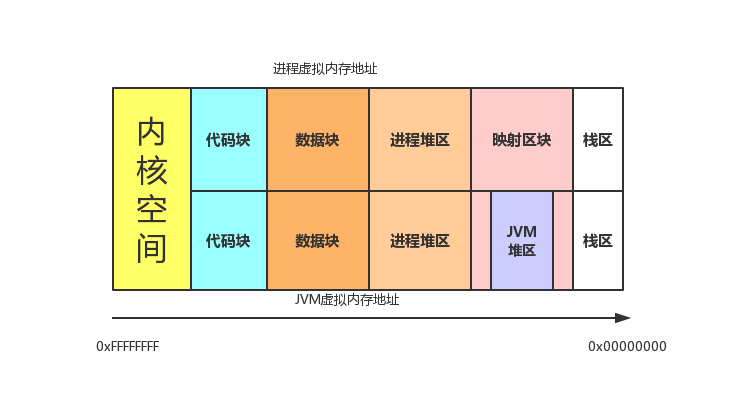 进程虚拟内存地址
内核空间
代码块
数据块
进程堆区
映射区块
栈区
代码块
数据块
进程堆区
JVM
堆区
栈区
JVM虚拟内存地址
0xFFFFFFFF
0x00000000